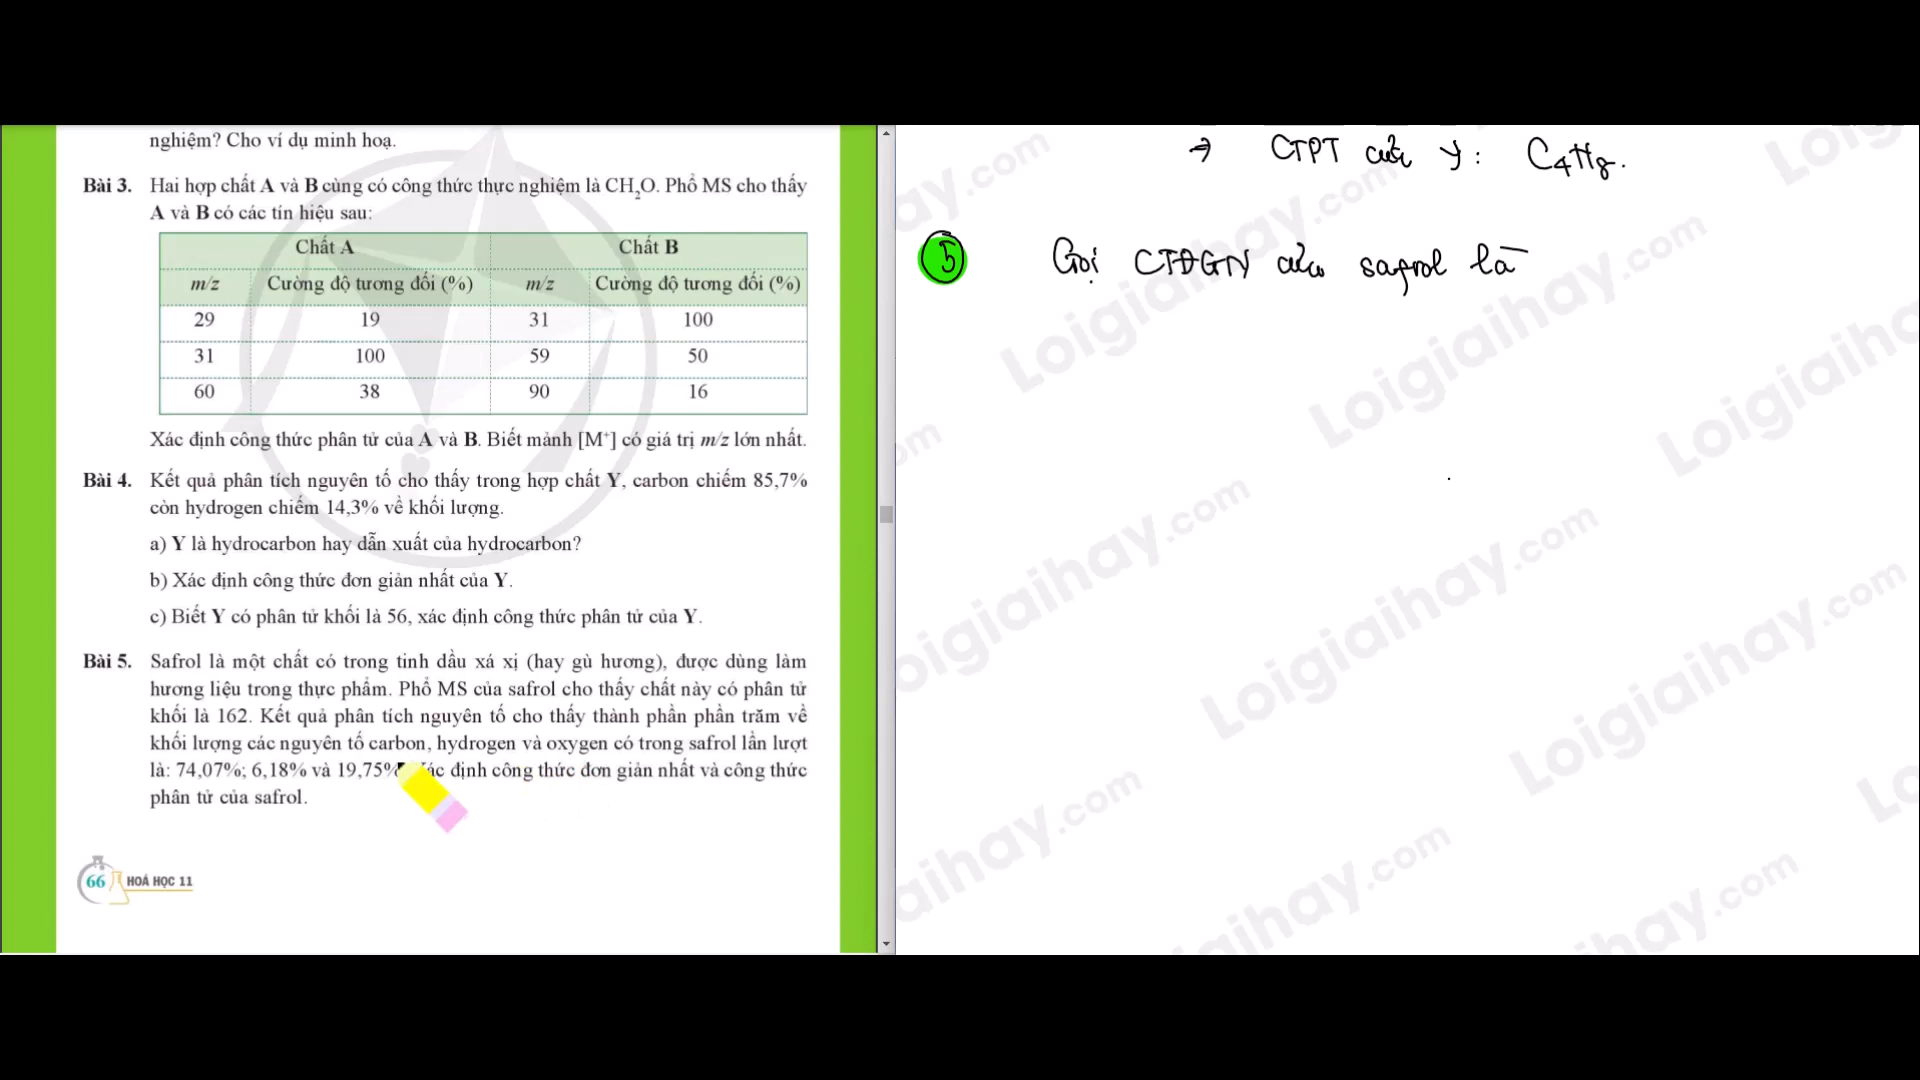 nghiệm? Cho ví dụ minh hoạ.
Bài 3. Hai hợp chất A và B cùng có công thức thực nghiệm là CH₂O. Phổ MS cho thấy
A và B có các tín hiệu sau:
Chất A Chất B
m/z Cường độ tương đối (%) m/z Cường độ tương đối (%)
29 19 31 100
31 100 59 50
60 38 90 16
Xác định công thức phân tử của A và B. Biết mảnh [M⁺] có giá trị m/z lớn nhất.
Bài 4. Kết quả phân tích nguyên tố cho thấy trong hợp chất Y, carbon chiếm 85,7%
còn hydrogen chiếm 14,3% về khối lượng.
a) Y là hydrocarbon hay dẫn xuất của hydrocarbon?
b) Xác định công thức đơn giản nhất của Y.
c) Biết Y có phân tử khối là 56, xác định công thức phân tử của Y.
Bài 5. Safrol là một chất có trong tinh dầu xá xị (hay gù hương), được dùng làm
hương liệu trong thực phẩm. Phổ MS của safrol cho thấy chất này có phân tử
khối là 162. Kết quả phân tích nguyên tố cho thấy thành phần phần trăm về
khối lượng các nguyên tố carbon, hydrogen và oxygen có trong safrol lần lượt
là: 74,07%; 6,18% và 19,75% định công thức đơn giản nhất và công thức
phân tử của safrol.
66 HOÁ HỌC 11
→ CTPT của Y: C₄H₈.
5 Gọi CTĐGN của safrol là
Loigiaihay.com
Loigiaihay.com
Loigiaihay.com
Loigiaihay.com
Loigiaihay.com